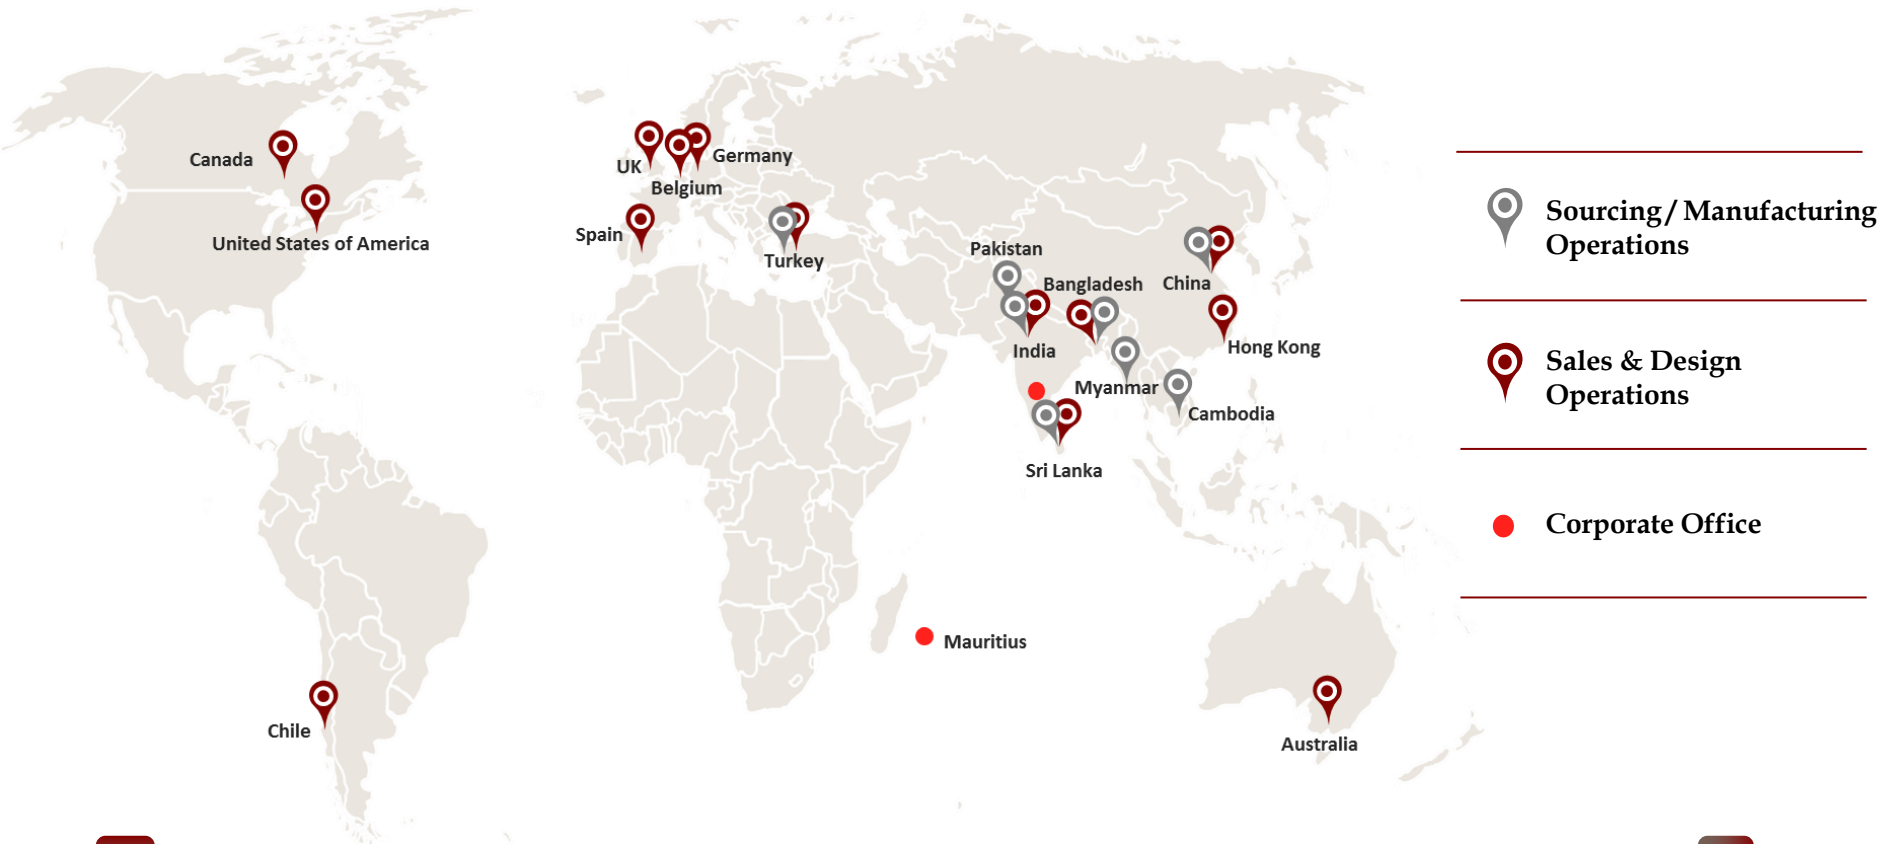 Canada
United States of America
Chile
UK
Belgium
Germany
Spain
Turkey
Pakistan
Bangladesh
China
India
Hong Kong
Myanmar
Cambodia
Sri Lanka
Mauritius
Australia
Sourcing/ Manufacturing
Operations
Sales & Design
Operations
Corporate Office